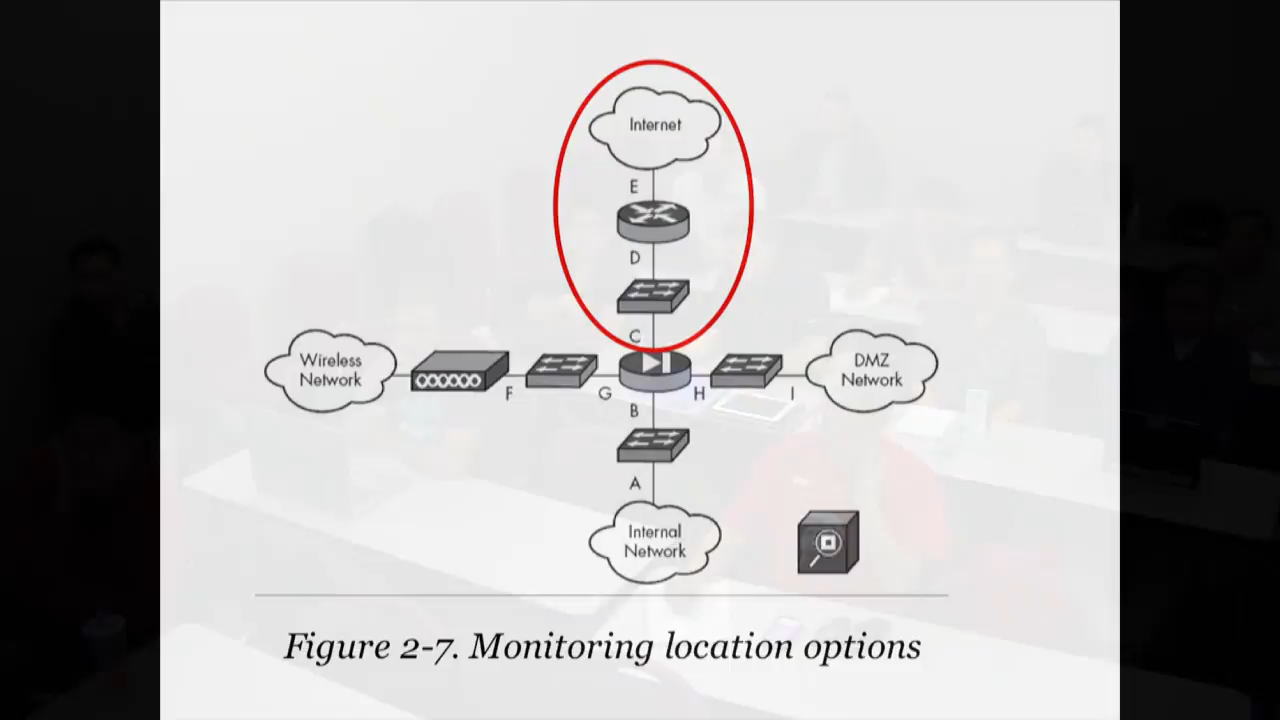 Internet
E
D
C
Wireless
Network
F
G
H
I
DMZ
Network
B
A
Internal
Network
Figure 2-7. Monitoring location options